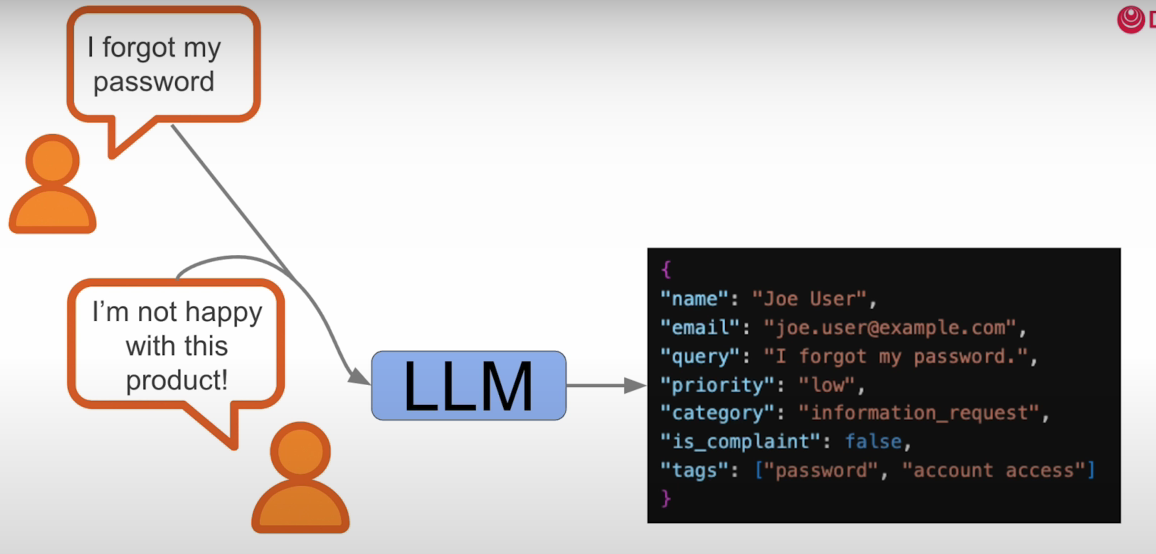 I forgot my
password
I'm not happy
with this
product!
LLM
{
"name": "Joe User",
"email": "joe.user@example.com",
"query": "I forgot my password.",
"priority": "low",
"category": "information_request",
"is_complaint": false,
"tags": ["password", "account access"]
}